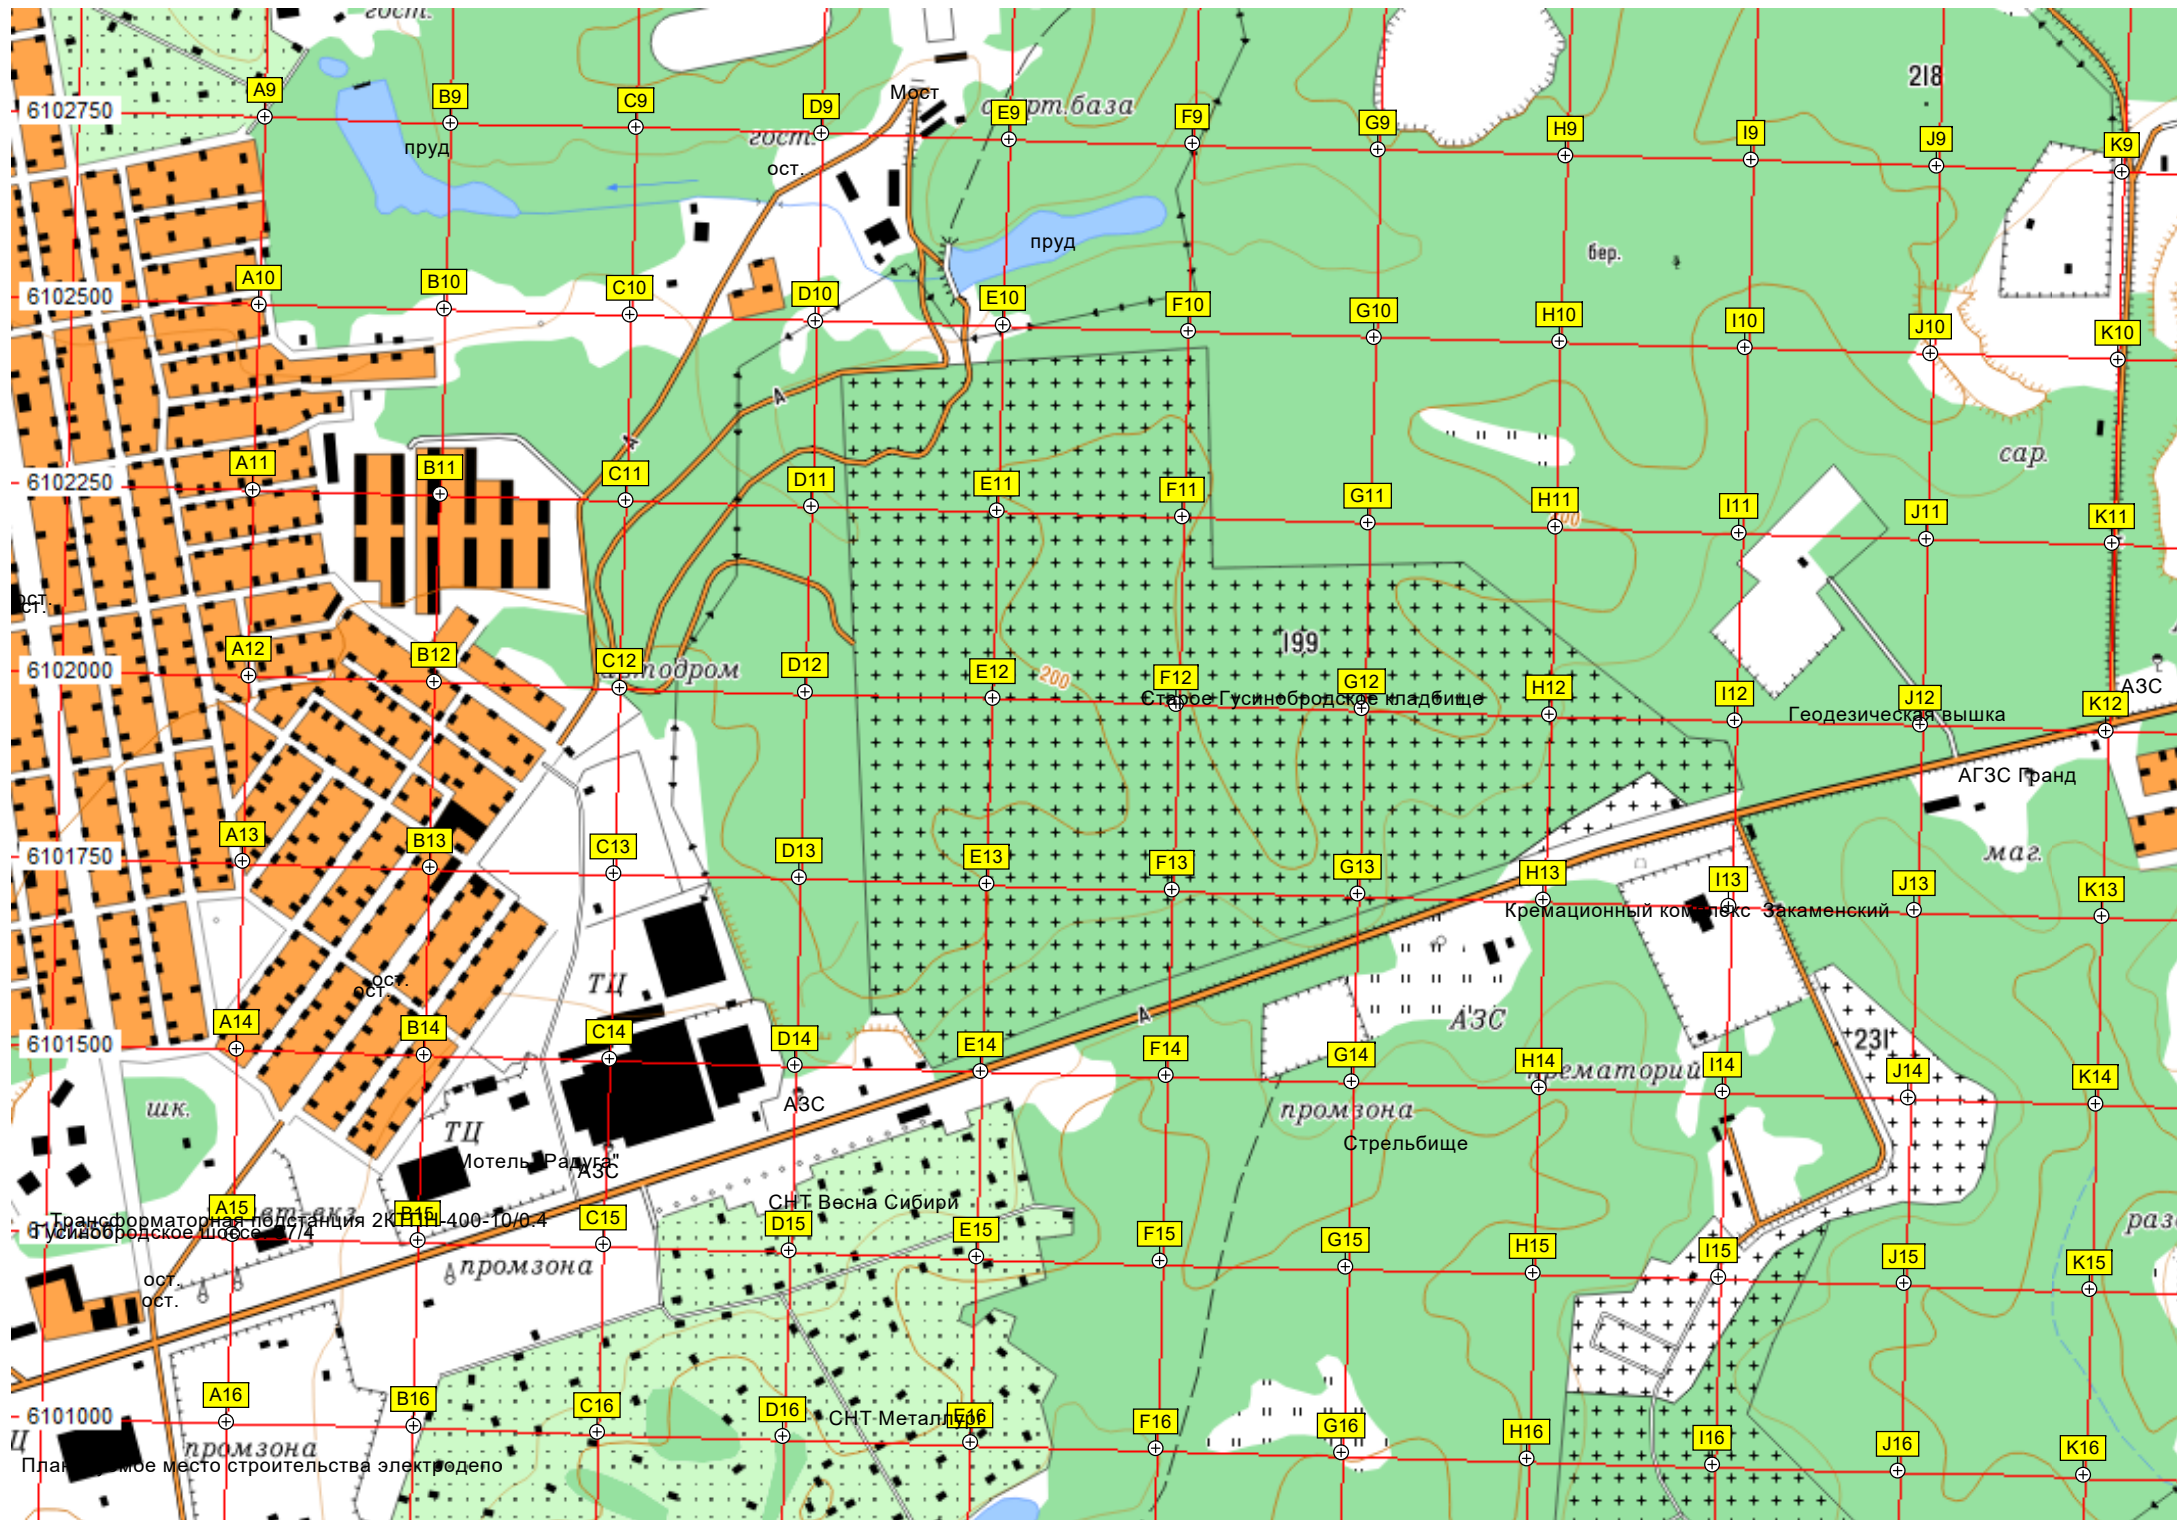 гост.
218
A9
B9
C9
D9
Мост
E9
F9
G9
H9
I9
J9
K9
6102750
пруд
гост.
ост.
пруд
бер.
6102500
A10
B10
C10
D10
E10
F10
G10
H10
I10
J10
K10
А
А
сар.
6102250
A11
B11
C11
D11
E11
F11
G11
H11
I11
J11
K11
ост.
199
200
6102000
A12
B12
C12
D12
E12
F12
G12
H12
I12
J12
K12
Старое Гусинобродское кладбище
Геодезическая вышка
АЗС
АГЗС Гранд
маг.
6101750
A13
B13
C13
D13
E13
F13
G13
H13
I13
J13
K13
Кремационный комплекс Закаменский
ост.
ост.
ТЦ
А
АЗС
231
6101500
A14
B14
C14
D14
E14
F14
G14
H14
I14
J14
K14
шк.
АЗС
промзона
Стрельбище
ТЦ
Мотель "Радуга"
АЗС
СНТ Весна Сибири
A15
B15
C15
D15
E15
F15
G15
H15
I15
J15
K15
Трансформаторная подстанция 2КТПН-400-10/0.4
ост.
ост.
промзона
6101000
A16
B16
C16
D16
E16
F16
G16
H16
I16
J16
K16
СНТ Металлург
промзона
Планируемое место строительства электродепо